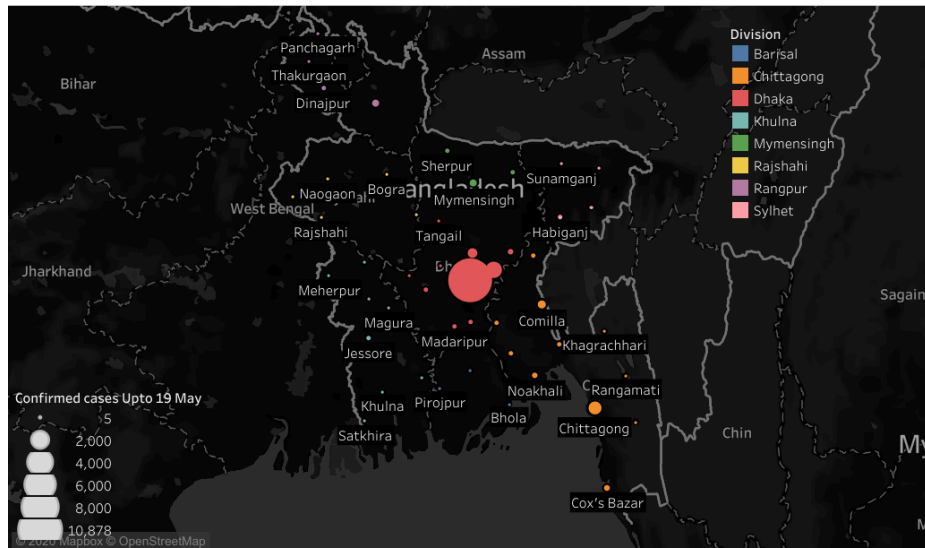 Division
Barisal
Chittagong
Dhaka
Khulna
Mymensingh
Rajshahi
Rangpur
Sylhet
Panchagarh
Assam
Thakurgaon
Bihar
Dinajpur
Sherpur
Sunamganj
Naogaon
Bogra
angladesh
Mymensingh
West Bengal
Rajshahi
Tangail
Habiganj
Jharkhand
Meherpur
Sagain
Magura
Comilla
Madaripur
Khagrachhari
Jessore
Noakhali
Rangamati
Khulna
Pirojpur
Bhola
Chittagong
Satkhira
Chin
My
Cox's Bazar
Confirmed cases Upto 19 May
5
2,000
4,000
6,000
8,000
10,878
© 2020 Mapbox © OpenStreetMap